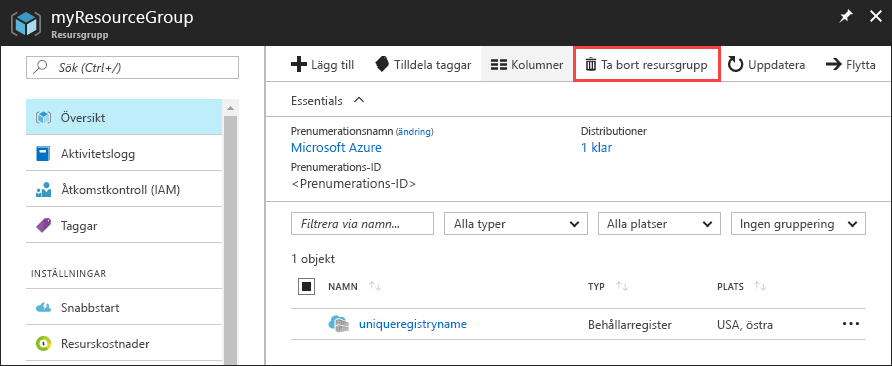 myResourceGroup
Resursgrupp
Sök (Ctrl+/)
Översikt
Aktivitetslogg
Åtkomstkontroll (IAM)
Taggar
INSTÄLLNINGAR
Snabbstart
Resurskostnader
Lägg till Tilldela taggar Kolumner Ta bort resursgrupp Uppdatera Flytta
Essentials
Prenumerationsnamn (ändring) Distributioner
Microsoft Azure 1 klar
Prenumerations-ID
<Prenumerations-ID>
Filtrera via namn... Alla typer Alla platser Ingen gruppering
1 objekt
NAMN TYP PLATS
uniqueregistryname Behållarregister USA, östra